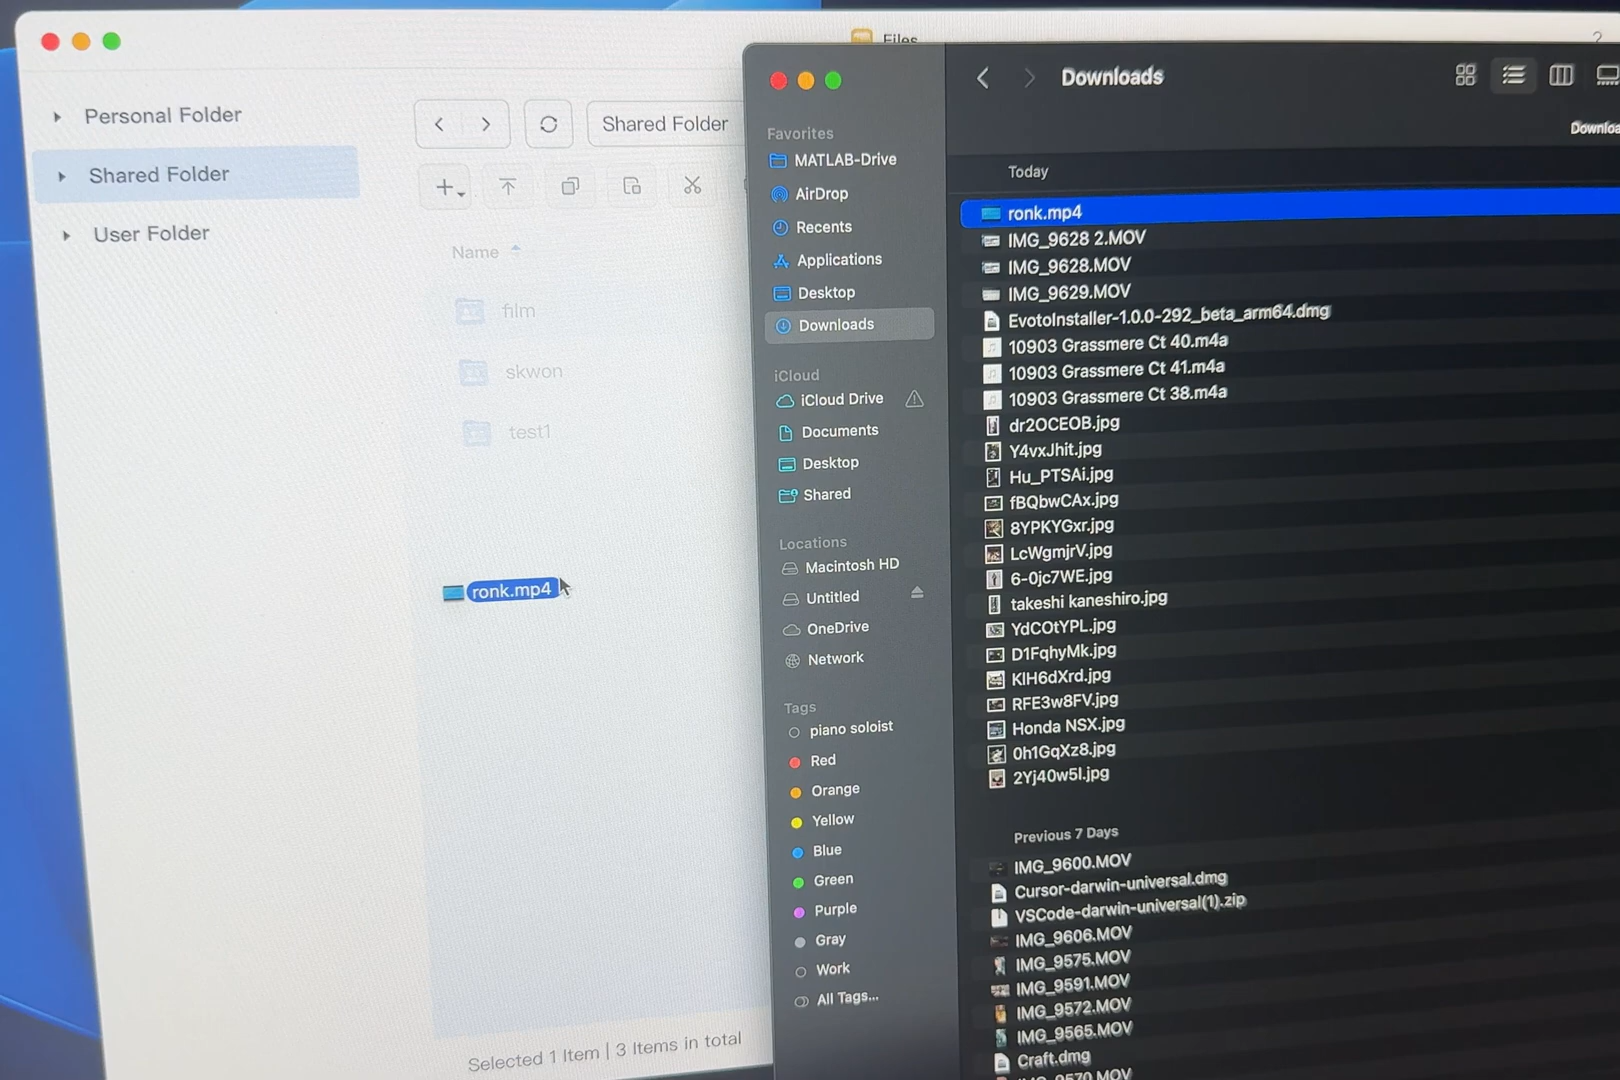 Files
?
Personal Folder
Shared Folder
User Folder
Shared Folder
Name
film
skwon
test1
ronk.mp4
Selected 1 Item | 3 Items in total
Downloads
Favorites
MATLAB-Drive
AirDrop
Recents
Applications
Desktop
Downloads
iCloud
iCloud Drive
Documents
Desktop
Shared
Locations
Macintosh HD
Untitled
OneDrive
Network
Tags
piano soloist
Red
Orange
Yellow
Blue
Green
Purple
Gray
Work
All Tags...
Downloa
Today
ronk.mp4
IMG_9628 2.MOV
IMG_9628.MOV
IMG_9629.MOV
EvotoInstaller-1.0.0-292_beta_arm64.dmg
10903 Grassmere Ct 40.m4a
10903 Grassmere Ct 41.m4a
10903 Grassmere Ct 38.m4a
dr2OCEOB.jpg
Y4vxJhit.jpg
Hu_PTSAi.jpg
fBQbwCAx.jpg
8YPKYGxr.jpg
LcWgmjrV.jpg
6-0jc7WE.jpg
takeshi kaneshiro.jpg
YdCOtYPL.jpg
D1FqhyMk.jpg
KlH6dXrd.jpg
RFE3w8FV.jpg
Honda NSX.jpg
0h1GqXz8.jpg
2Yj40w5l.jpg
Previous 7 Days
IMG_9600.MOV
Cursor-darwin-universal.dmg
VSCode-darwin-universal(1).zip
IMG_9606.MOV
IMG_9575.MOV
IMG_9591.MOV
IMG_9572.MOV
IMG_9565.MOV
Craft.dmg
IMG_9570.MOV